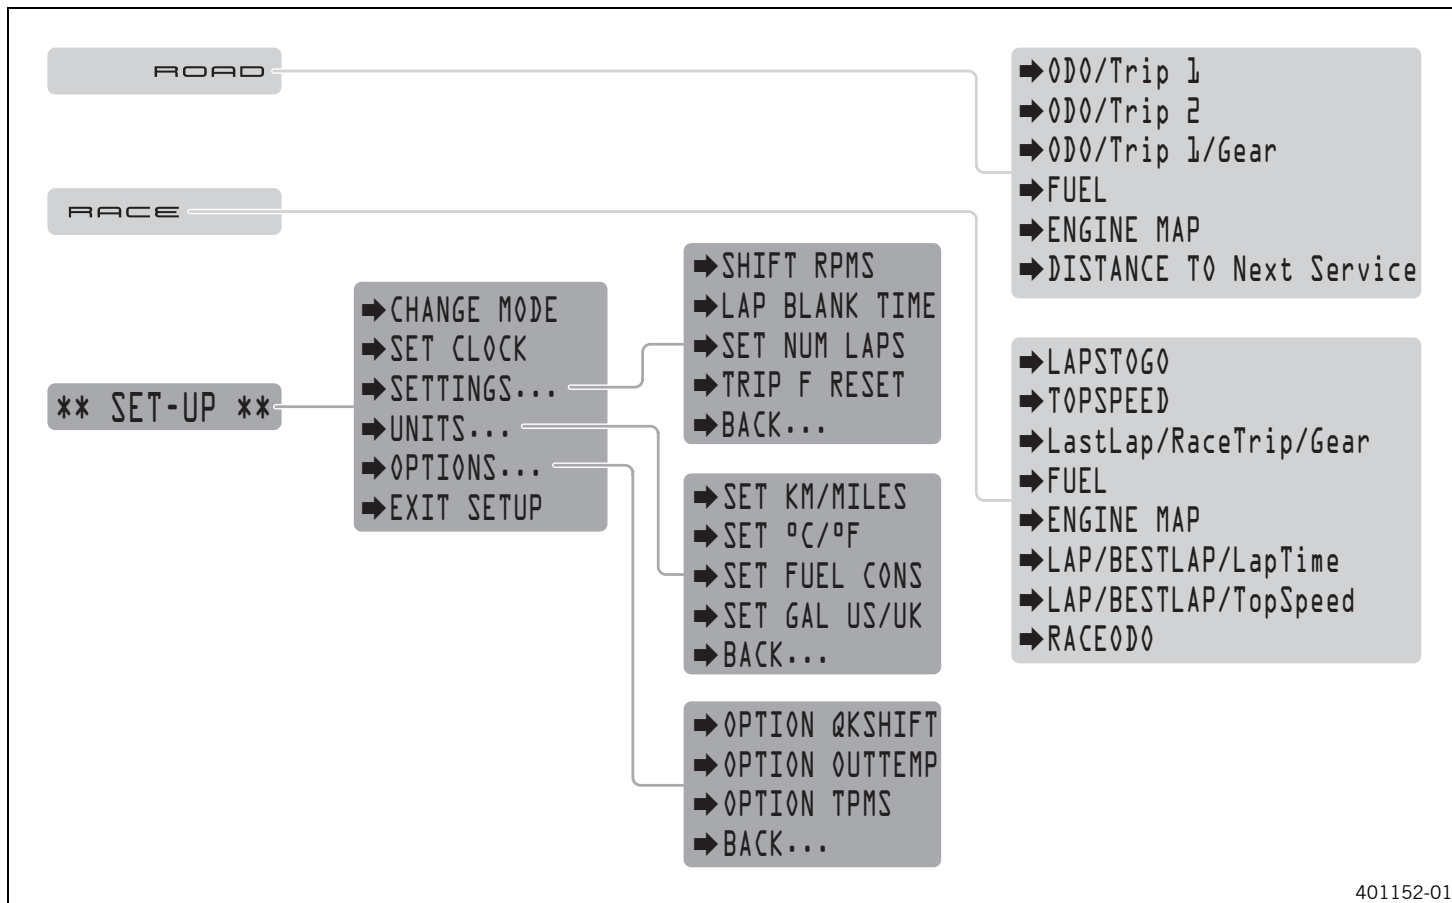 ROAD
RACE
** SET-UP **
CHANGE MODE
SET CLOCK
SETTINGS...
UNITS...
OPTIONS...
EXIT SETUP
SHIFT RPMS
LAP BLANK TIME
SET NUM LAPS
TRIP F RESET
BACK...
SET KM/MILES
SET ºC/ºF
SET FUEL CONS
SET GAL US/UK
BACK...
OPTION QKSHIFT
OPTION OUTTEMP
OPTION TPMS
BACK...
ODO/Trip 1
ODO/Trip 2
ODO/Trip 1/Gear
FUEL
ENGINE MAP
DISTANCE TO Next Service
LAPSTOGO
TOPSPEED
LastLap/RaceTrip/Gear
FUEL
ENGINE MAP
LAP/BESTLAP/LapTime
LAP/BESTLAP/TopSpeed
RACEODO
401152-01